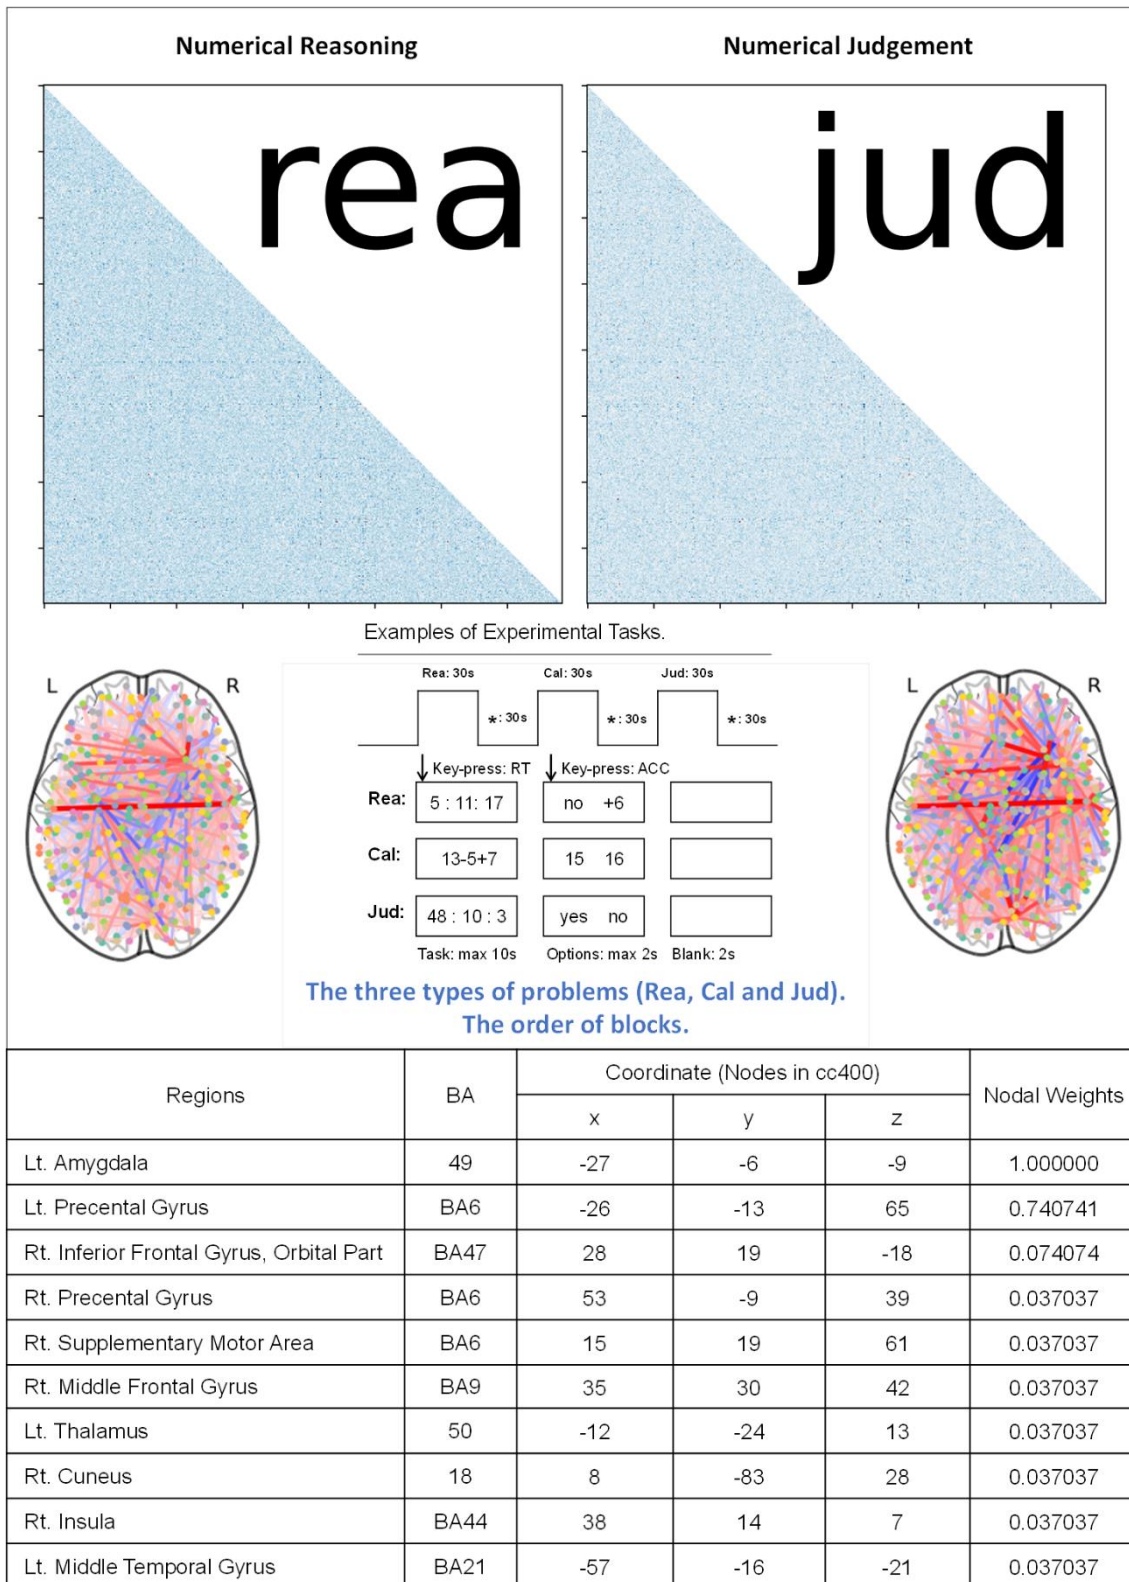 Numerical Reasoning Numerical Judgement
rea jud
Examples of Experimental Tasks.
Rea: 30s Cal: 30s Jud: 30s
*: 30s *: 30s *: 30s
Key-press: RT Key-press: ACC
Rea: 5 : 11: 17 no +6
Cal: 13-5+7 15 16
Jud: 48 : 10 : 3 yes no
Task: max 10s Options: max 2s Blank: 2s
L R L R
The three types of problems (Rea, Cal and Jud).
The order of blocks.
Regions BA Coordinate (Nodes in cc400) Nodal Weights
x y z
Lt. Amygdala 49 -27 -6 -9 1.000000
Lt. Precental Gyrus BA6 -26 -13 65 0.740741
Rt. Inferior Frontal Gyrus, Orbital Part BA47 28 19 -18 0.074074
Rt. Precental Gyrus BA6 53 -9 39 0.037037
Rt. Supplementary Motor Area BA6 15 19 61 0.037037
Rt. Middle Frontal Gyrus BA9 35 30 42 0.037037
Lt. Thalamus 50 -12 -24 13 0.037037
Rt. Cuneus 18 8 -83 28 0.037037
Rt. Insula BA44 38 14 7 0.037037
Lt. Middle Temporal Gyrus BA21 -57 -16 -21 0.037037